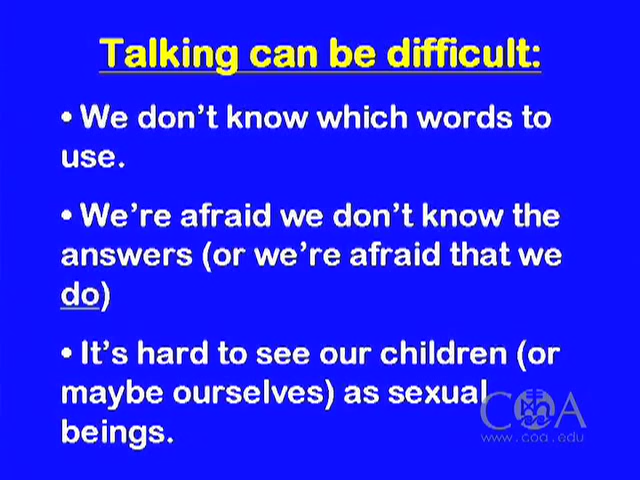 Talking can be difficult:
• We don't know which words to
use.
• We're afraid we don't know the
answers (or we're afraid that we
do)
• It's hard to see our children (or
maybe ourselves) as sexual
beings.
COA
www.coa.edu